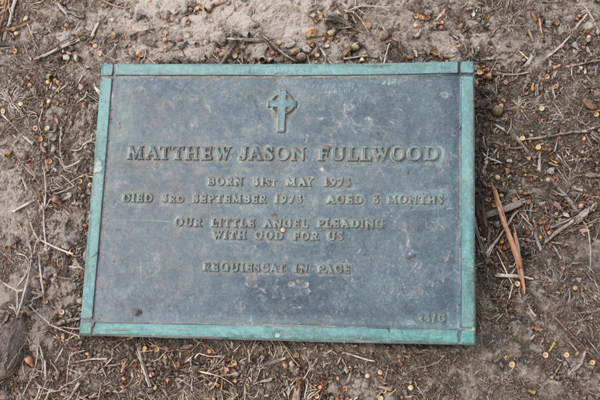 MATTHEW JASON FULLWOOD
BORN 31ST MAY 1973
DIED 3RD SEPTEMBER 1973 AGED 3 MONTHS
OUR LITTLE ANGEL PLEADING
WITH GOD FOR US
REQUIESCAT IN PACE